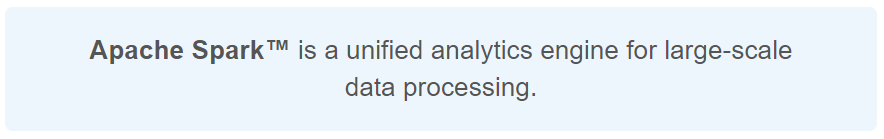 Apache Spark™ is a unified analytics engine for large-scale
data processing.